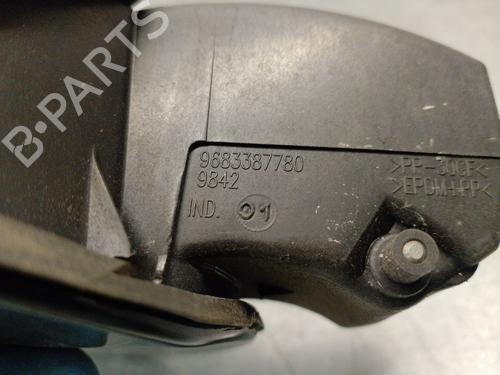 B-PARTS
9683387780
9842
IND. 01
>PP-30GF<
>EPDM+PP<